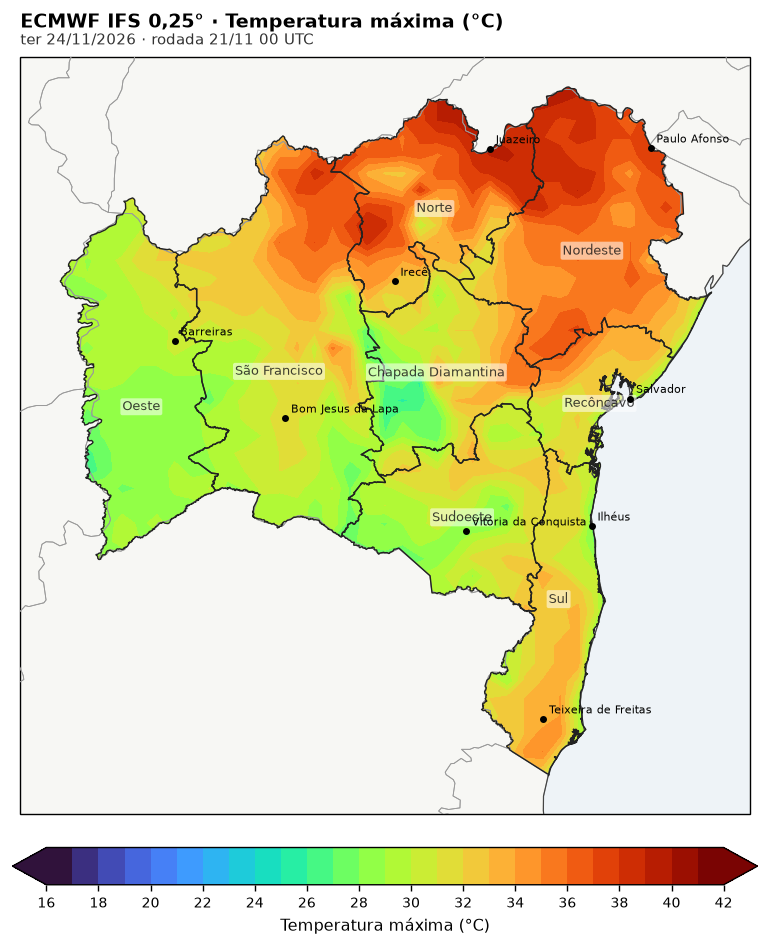 ECMWF IFS 0,25° · Temperatura máxima (°C)
ter 24/11/2026 · rodada 21/11 00 UTC
Juazeiro
Paulo Afonso
Norte
Nordeste
Irecê
Barreiras
São Francisco
Chapada Diamantina
Salvador
Oeste
Recôncavo
Bom Jesus da Lapa
Sudoeste
Vitória da Conquista
Ilhéus
Sul
Teixeira de Freitas
16 18 20 22 24 26 28 30 32 34 36 38 40 42
Temperatura máxima (°C)